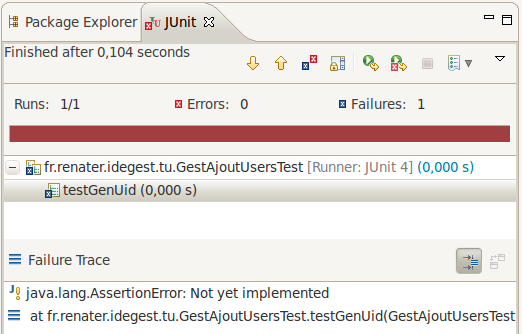 Package Explorer JUnit
Finished after 0,104 seconds
Runs: 1/1 Errors: 0 Failures: 1
fr.renater.idegest.tu.GestAjoutUsersTest [Runner: JUnit 4] (0,000 s)
testGenUid (0,000 s)
Failure Trace
java.lang.AssertionError: Not yet implemented
at fr.renater.idegest.tu.GestAjoutUsersTest.testGenUid(GestAjoutUsersTest